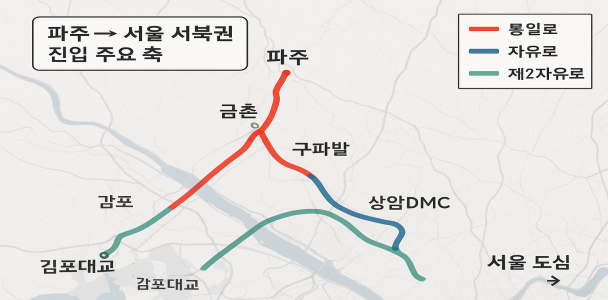 파주 → 서울 서북권
진입 주요 축
통일로
자유로
제2자유로
파주
금촌
구파발
감포
상암DMC
김포대교
감포대교
서울 도심
→